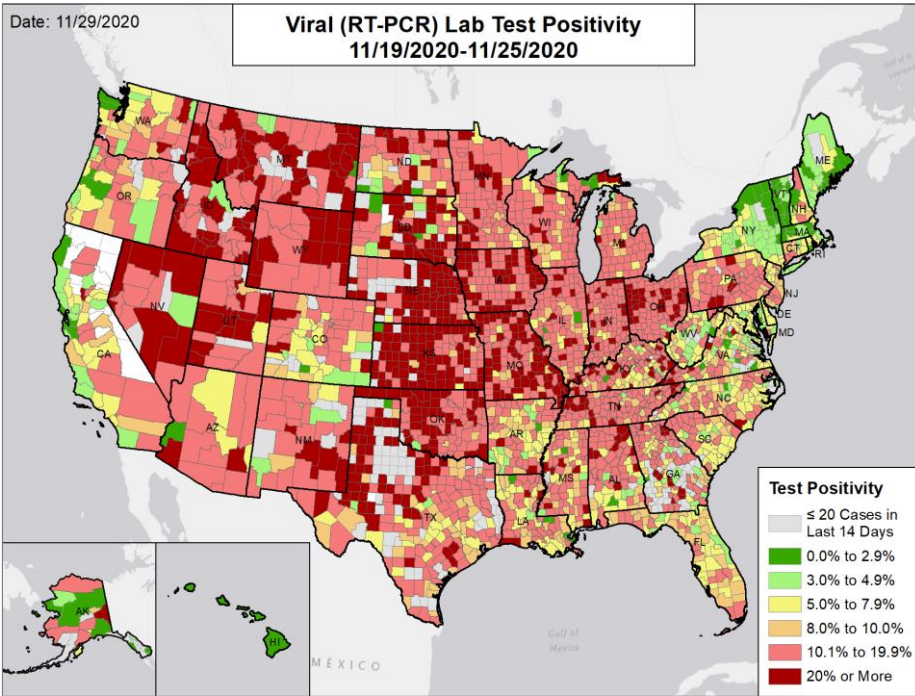 Date: 11/29/2020
Viral (RT-PCR) Lab Test Positivity
11/19/2020-11/25/2020
WA
MT
ND
MN
ME
OR
ID
SD
WI
MI
VT
NH
NY
MA
CT
RI
WY
IA
PA
NJ
NE
NV
UT
IL
IN
OH
DE
MD
CA
CO
KS
MO
WV
KY
VA
AZ
NM
OK
TN
NC
AR
SC
MS
AL
GA
TX
LA
FL
AK
HI
MÉXICO
Gulf of
Mexico
Test Positivity
≤ 20 Cases in
Last 14 Days
0.0% to 2.9%
3.0% to 4.9%
5.0% to 7.9%
8.0% to 10.0%
10.1% to 19.9%
20% or More